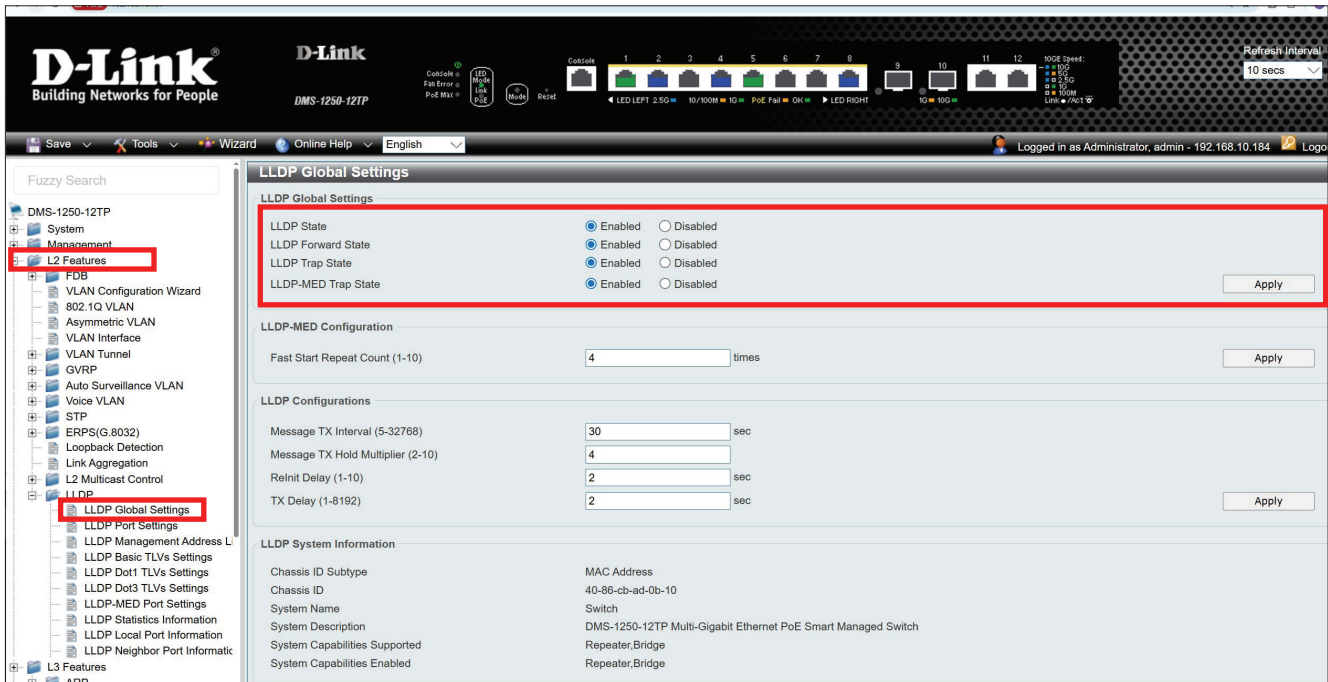 D-Link®
Building Networks for People
D-Link
DMS-1250-12TP
Console
Fan Error
PoE Max
LED Mode
Link
PoE
Mode
Reset
Console
1 2 3 4 5 6 7 8 9 10 11 12
LED LEFT 2.5G 10/100M 1G PoE Fail OK LED RIGHT
1G 10G
10GE Speed:
10G
5G
2.5G
1G
100M
Link /Act
Refresh Interval
10 secs
Save Tools Wizard Online Help English
Logged in as Administrator, admin - 192.168.10.184 Logo
Fuzzy Search
DMS-1250-12TP
System
Management
L2 Features
FDB
VLAN Configuration Wizard
802.1Q VLAN
Asymmetric VLAN
VLAN Interface
VLAN Tunnel
GVRP
Auto Surveillance VLAN
Voice VLAN
STP
ERPS(G.8032)
Loopback Detection
Link Aggregation
L2 Multicast Control
LLDP
LLDP Global Settings
LLDP Port Settings
LLDP Management Address Li
LLDP Basic TLVs Settings
LLDP Dot1 TLVs Settings
LLDP Dot3 TLVs Settings
LLDP-MED Port Settings
LLDP Statistics Information
LLDP Local Port Information
LLDP Neighbor Port Informatic
L3 Features
ARP
LLDP Global Settings
LLDP Global Settings
LLDP State Enabled Disabled
LLDP Forward State Enabled Disabled
LLDP Trap State Enabled Disabled
LLDP-MED Trap State Enabled Disabled Apply
LLDP-MED Configuration
Fast Start Repeat Count (1-10) 4 times Apply
LLDP Configurations
Message TX Interval (5-32768) 30 sec
Message TX Hold Multiplier (2-10) 4
ReInit Delay (1-10) 2 sec
TX Delay (1-8192) 2 sec Apply
LLDP System Information
Chassis ID Subtype MAC Address
Chassis ID 40-86-cb-ad-0b-10
System Name Switch
System Description DMS-1250-12TP Multi-Gigabit Ethernet PoE Smart Managed Switch
System Capabilities Supported Repeater,Bridge
System Capabilities Enabled Repeater,Bridge